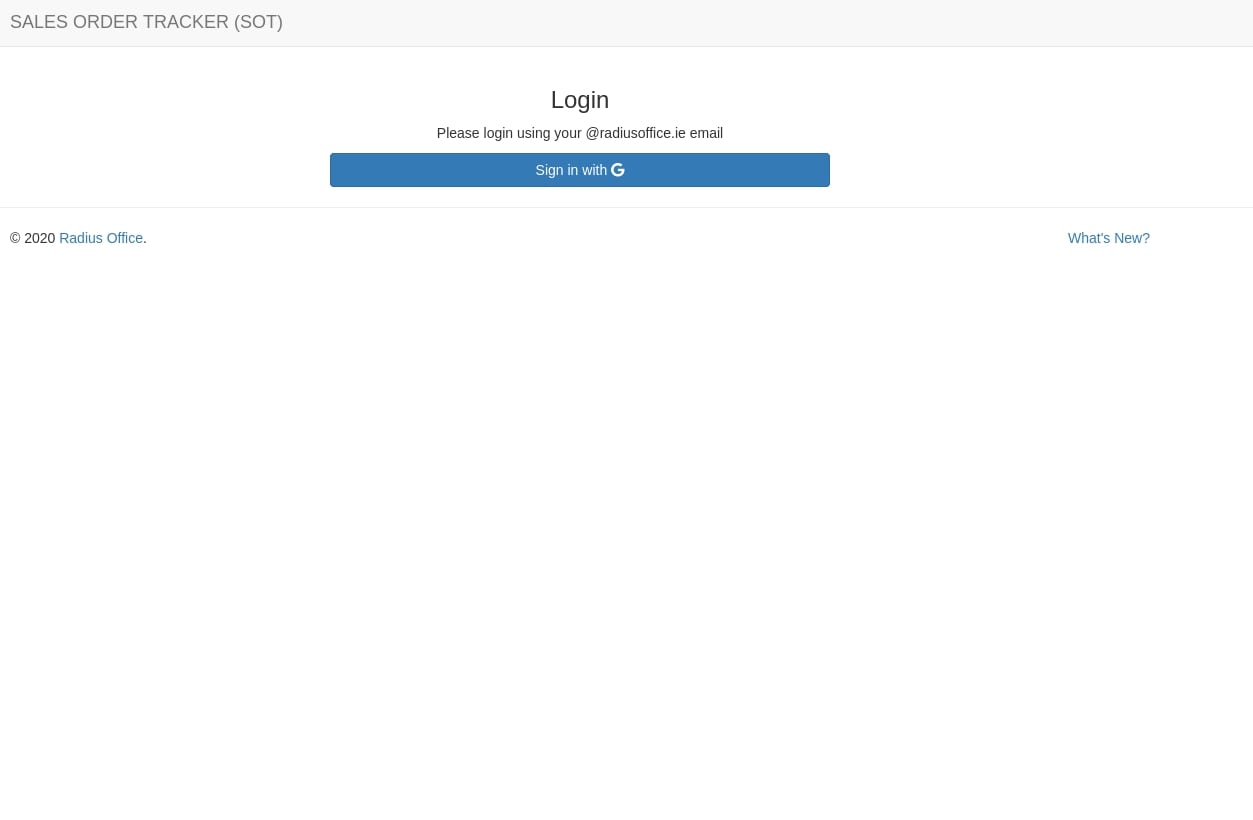 SALES ORDER TRACKER (SOT)
Login
Please login using your @radiusoffice.ie email
Sign in with G
© 2020 Radius Office.
What's New?